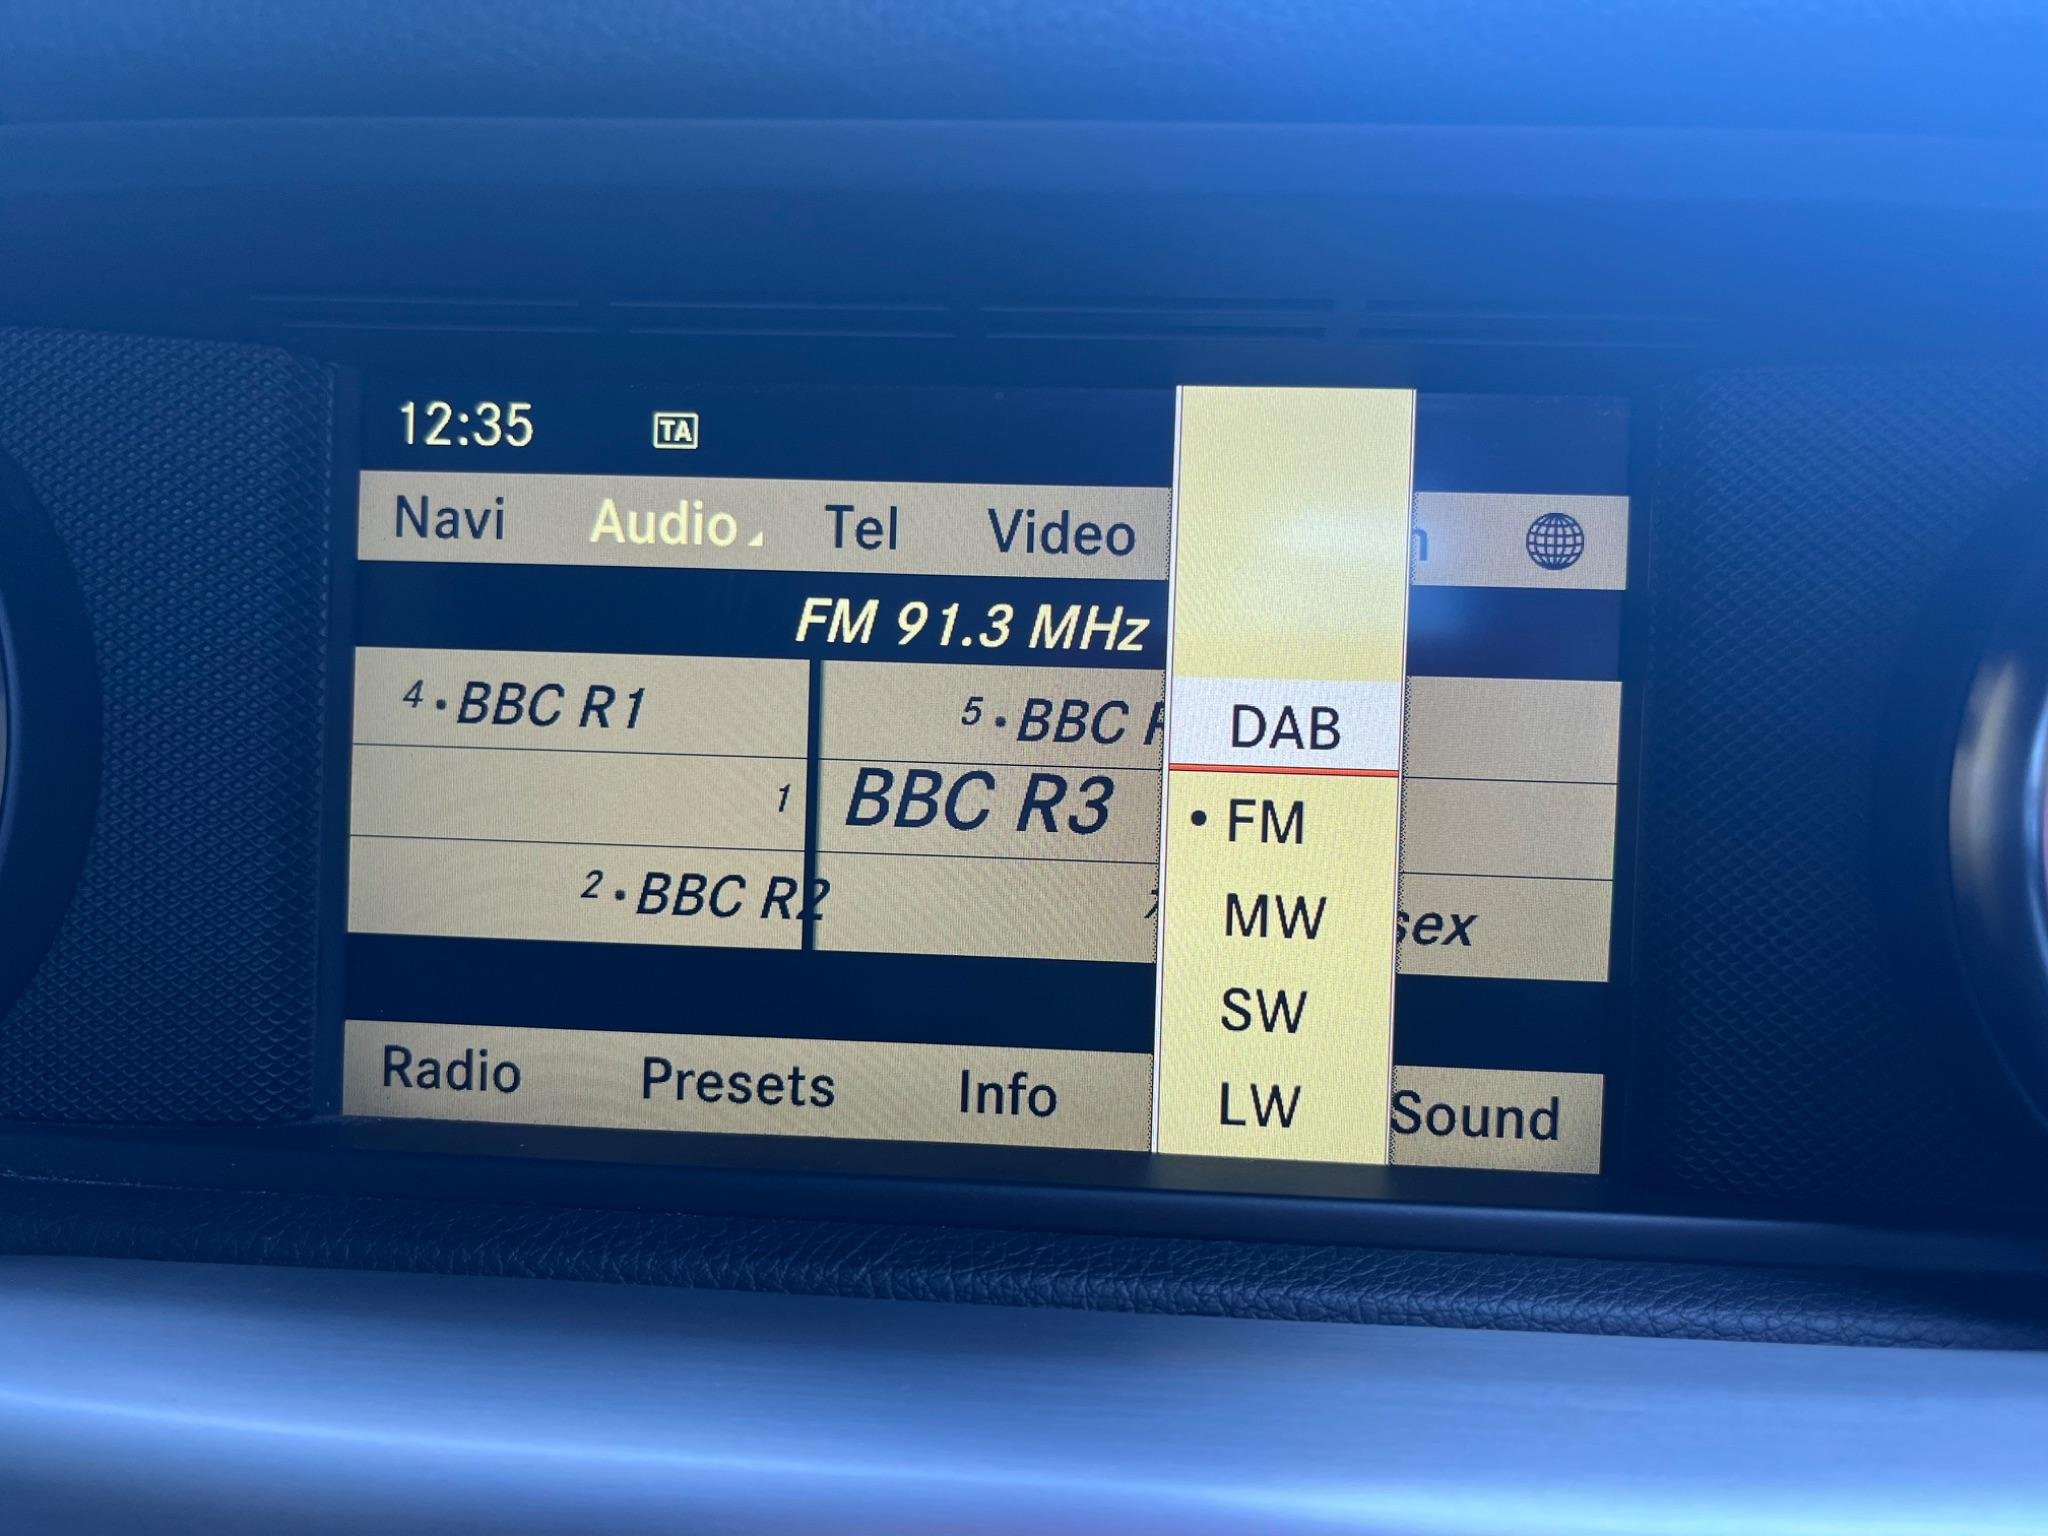 12:35 TA
Navi Audio Tel Video
FM 91.3 MHz
4 • BBC R1 5 • BBC
1 BBC R3
2 • BBC R2
DAB
• FM
MW
SW
LW
Radio Presets Info Sound